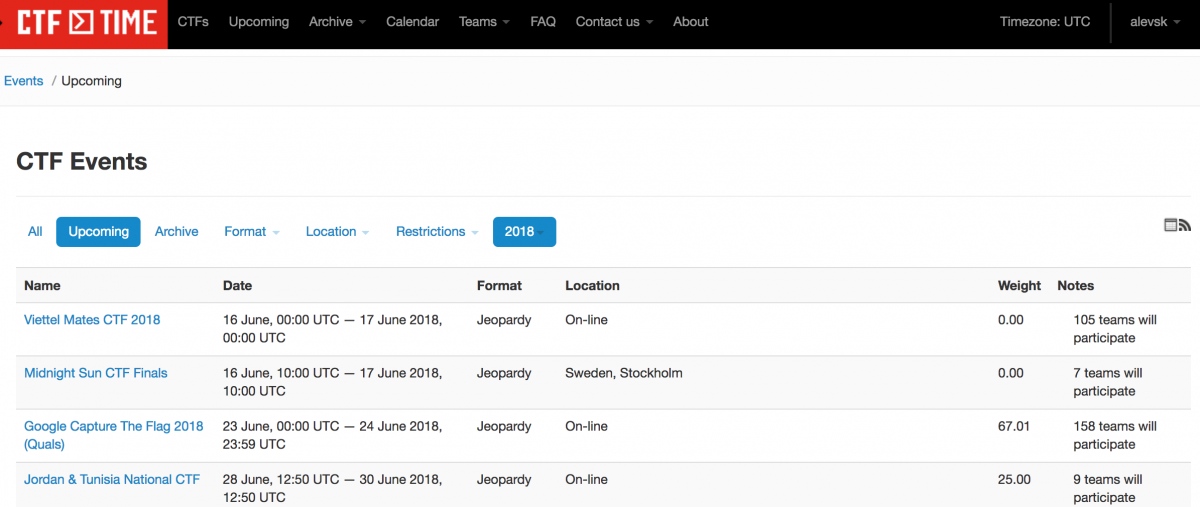 CTF TIME CTFs Upcoming Archive Calendar Teams FAQ Contact us About Timezone: UTC alevsk
Events / Upcoming
CTF Events
All Upcoming Archive Format Location Restrictions 2018
Name Date Format Location Weight Notes
Viettel Mates CTF 2018 16 June, 00:00 UTC — 17 June 2018, Jeopardy On-line 0.00 105 teams will
00:00 UTC participate
Midnight Sun CTF Finals 16 June, 10:00 UTC — 17 June 2018, Jeopardy Sweden, Stockholm 0.00 7 teams will
10:00 UTC participate
Google Capture The Flag 2018 23 June, 00:00 UTC — 24 June 2018, Jeopardy On-line 67.01 158 teams will
(Quals) 23:59 UTC participate
Jordan & Tunisia National CTF 28 June, 12:50 UTC — 30 June 2018, Jeopardy On-line 25.00 9 teams will
12:50 UTC participate